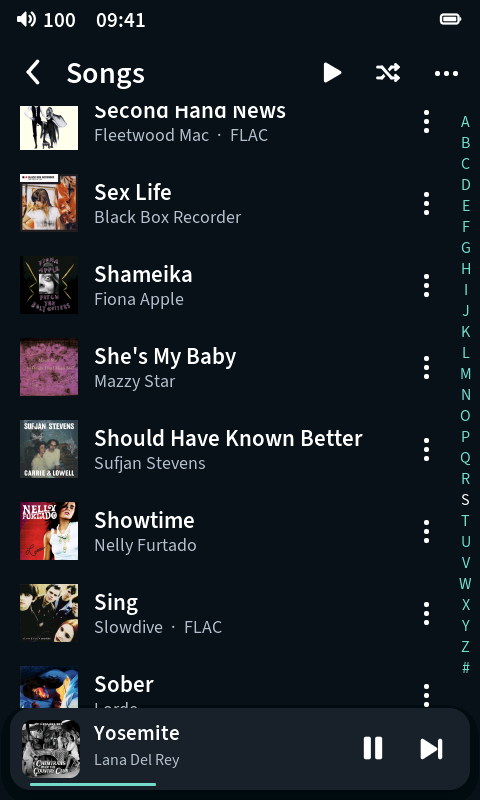 100 09:41
Songs
Second Hand News
Fleetwood Mac · FLAC
Sex Life
Black Box Recorder
Shameika
Fiona Apple
She's My Baby
Mazzy Star
SUFJAN STEVENS
CARRIE & LOWELL
Should Have Known Better
Sufjan Stevens
NELLY
FURTADO
Showtime
Nelly Furtado
Sing
Slowdive · FLAC
Sober
Lorde
Yosemite
Lana Del Rey
A
B
C
D
E
F
G
H
I
J
K
L
M
N
O
P
Q
R
S
T
U
V
W
X
Y
Z
#